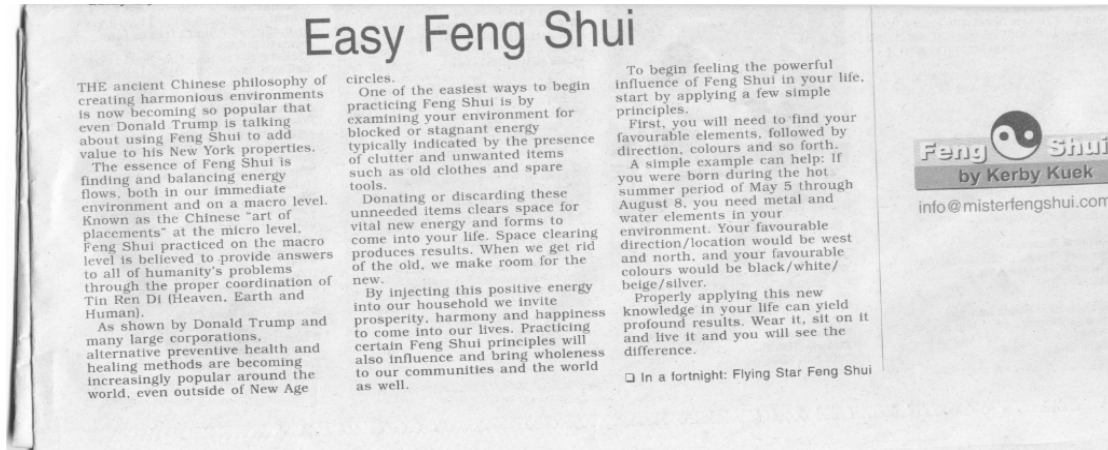 Easy Feng Shui
THE ancient Chinese philosophy of
creating harmonious environments
is now becoming so popular that
even Donald Trump is talking
about using Feng Shui to add
value to his New York properties.
The essence of Feng Shui is
finding and balancing energy
flows, both in our immediate
environment and on a macro level.
Known as the Chinese "art of
placements" at the micro level,
Feng Shui practiced on the macro
level is believed to provide answers
to all of humanity's problems
through the proper coordination of
Tin Ren Di (Heaven, Earth and
Human).
As shown by Donald Trump and
many large corporations,
alternative preventive health and
healing methods are becoming
increasingly popular around the
world, even outside of New Age
circles.
One of the easiest ways to begin
practicing Feng Shui is by
examining your environment for
blocked or stagnant energy
typically indicated by the presence
of clutter and unwanted items
such as old clothes and spare
tools.
Donating or discarding these
unneeded items clears space for
vital new energy and forms to
come into your life. Space clearing
produces results. When we get rid
of the old, we make room for the
new.
By injecting this positive energy
into our household we invite
prosperity, harmony and happiness
to come into our lives. Practicing
certain Feng Shui principles will
also influence and bring wholeness
to our communities and the world
as well.
To begin feeling the powerful
influence of Feng Shui in your life,
start by applying a few simple
principles.
First, you will need to find your
favourable elements, followed by
direction, colours and so forth.
A simple example can help: If
you were born during the hot
summer period of May 5 through
August 8, you need metal and
water elements in your
environment. Your favourable
direction/location would be west
and north, and your favourable
colours would be black/white/
beige/silver.
Properly applying this new
knowledge in your life can yield
profound results. Wear it, sit on it
and live it and you will see the
difference.
❏ In a fortnight: Flying Star Feng Shui
Feng Shui
by Kerby Kuek
info@misterfengshui.com